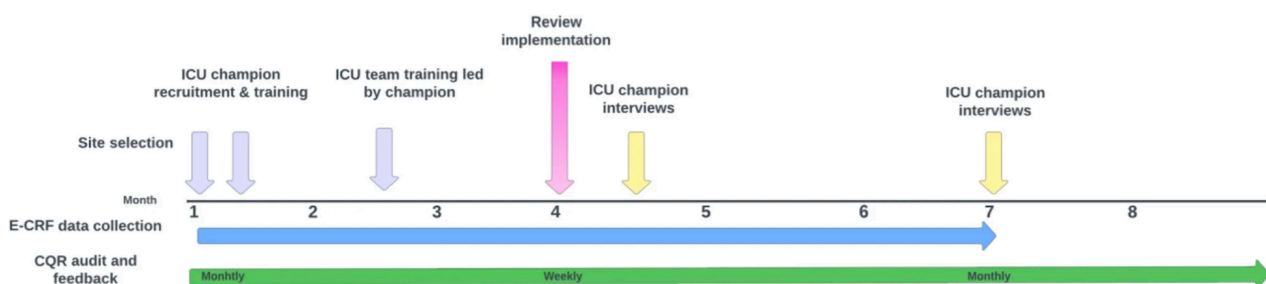 Review
implementation
ICU champion
recruitment & training
ICU team training led
by champion
ICU champion
interviews
ICU champion
interviews
Site selection
Month
1 2 3 4 5 6 7 8
E-CRF data collection
CQR audit and
feedback
Monhtly Weekly Monthly